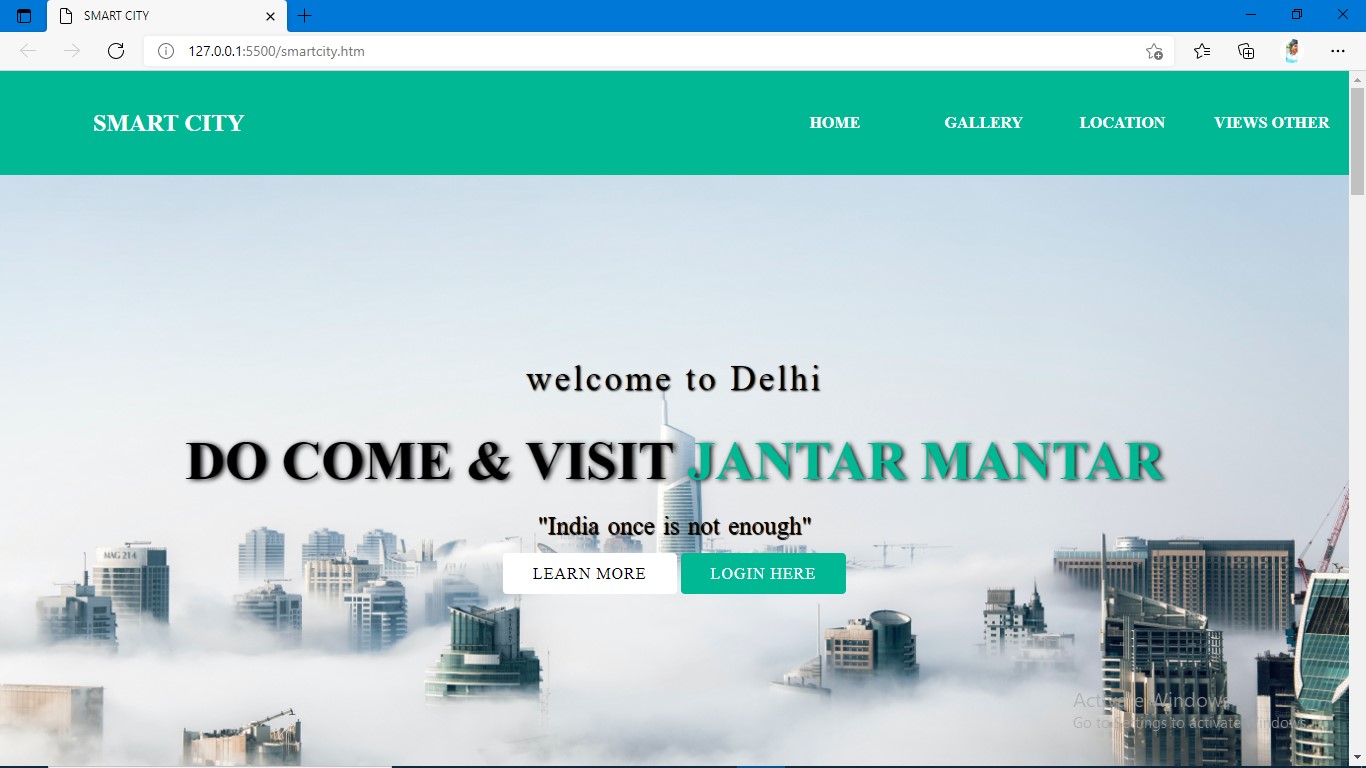 SMART CITY
127.0.0.1:5500/smartcity.htm
SMART CITY HOME GALLERY LOCATION VIEWS OTHER
welcome to Delhi
DO COME & VISIT JANTAR MANTAR
"India once is not enough"
LEARN MORE LOGIN HERE
MAG 214
Activate Windows
Go to Settings to activate Windows.